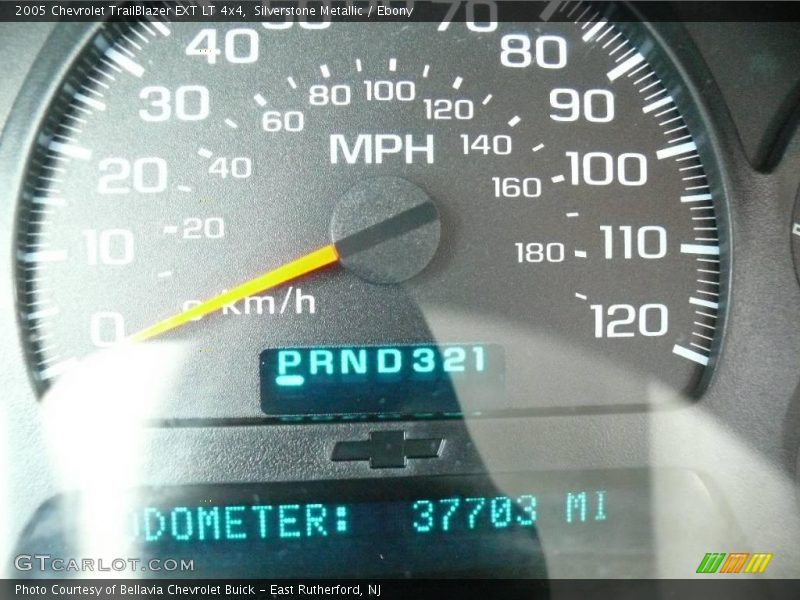 2005 Chevrolet TrailBlazer EXT LT 4x4, Silverstone Metallic / Ebony
40 70 80
30 80 100 120 90
60 MPH 140
20 40 160 100
10 20 180 110
0 km/h 120
PRND321
ODOMETER: 37703 MI
GTCARLOT.COM
Photo Courtesy of Bellavia Chevrolet Buick – East Rutherford, NJ